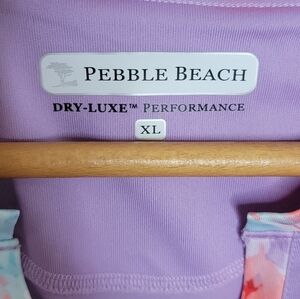 PEBBLE BEACH
DRY-LUXE™ PERFORMANCE
XL